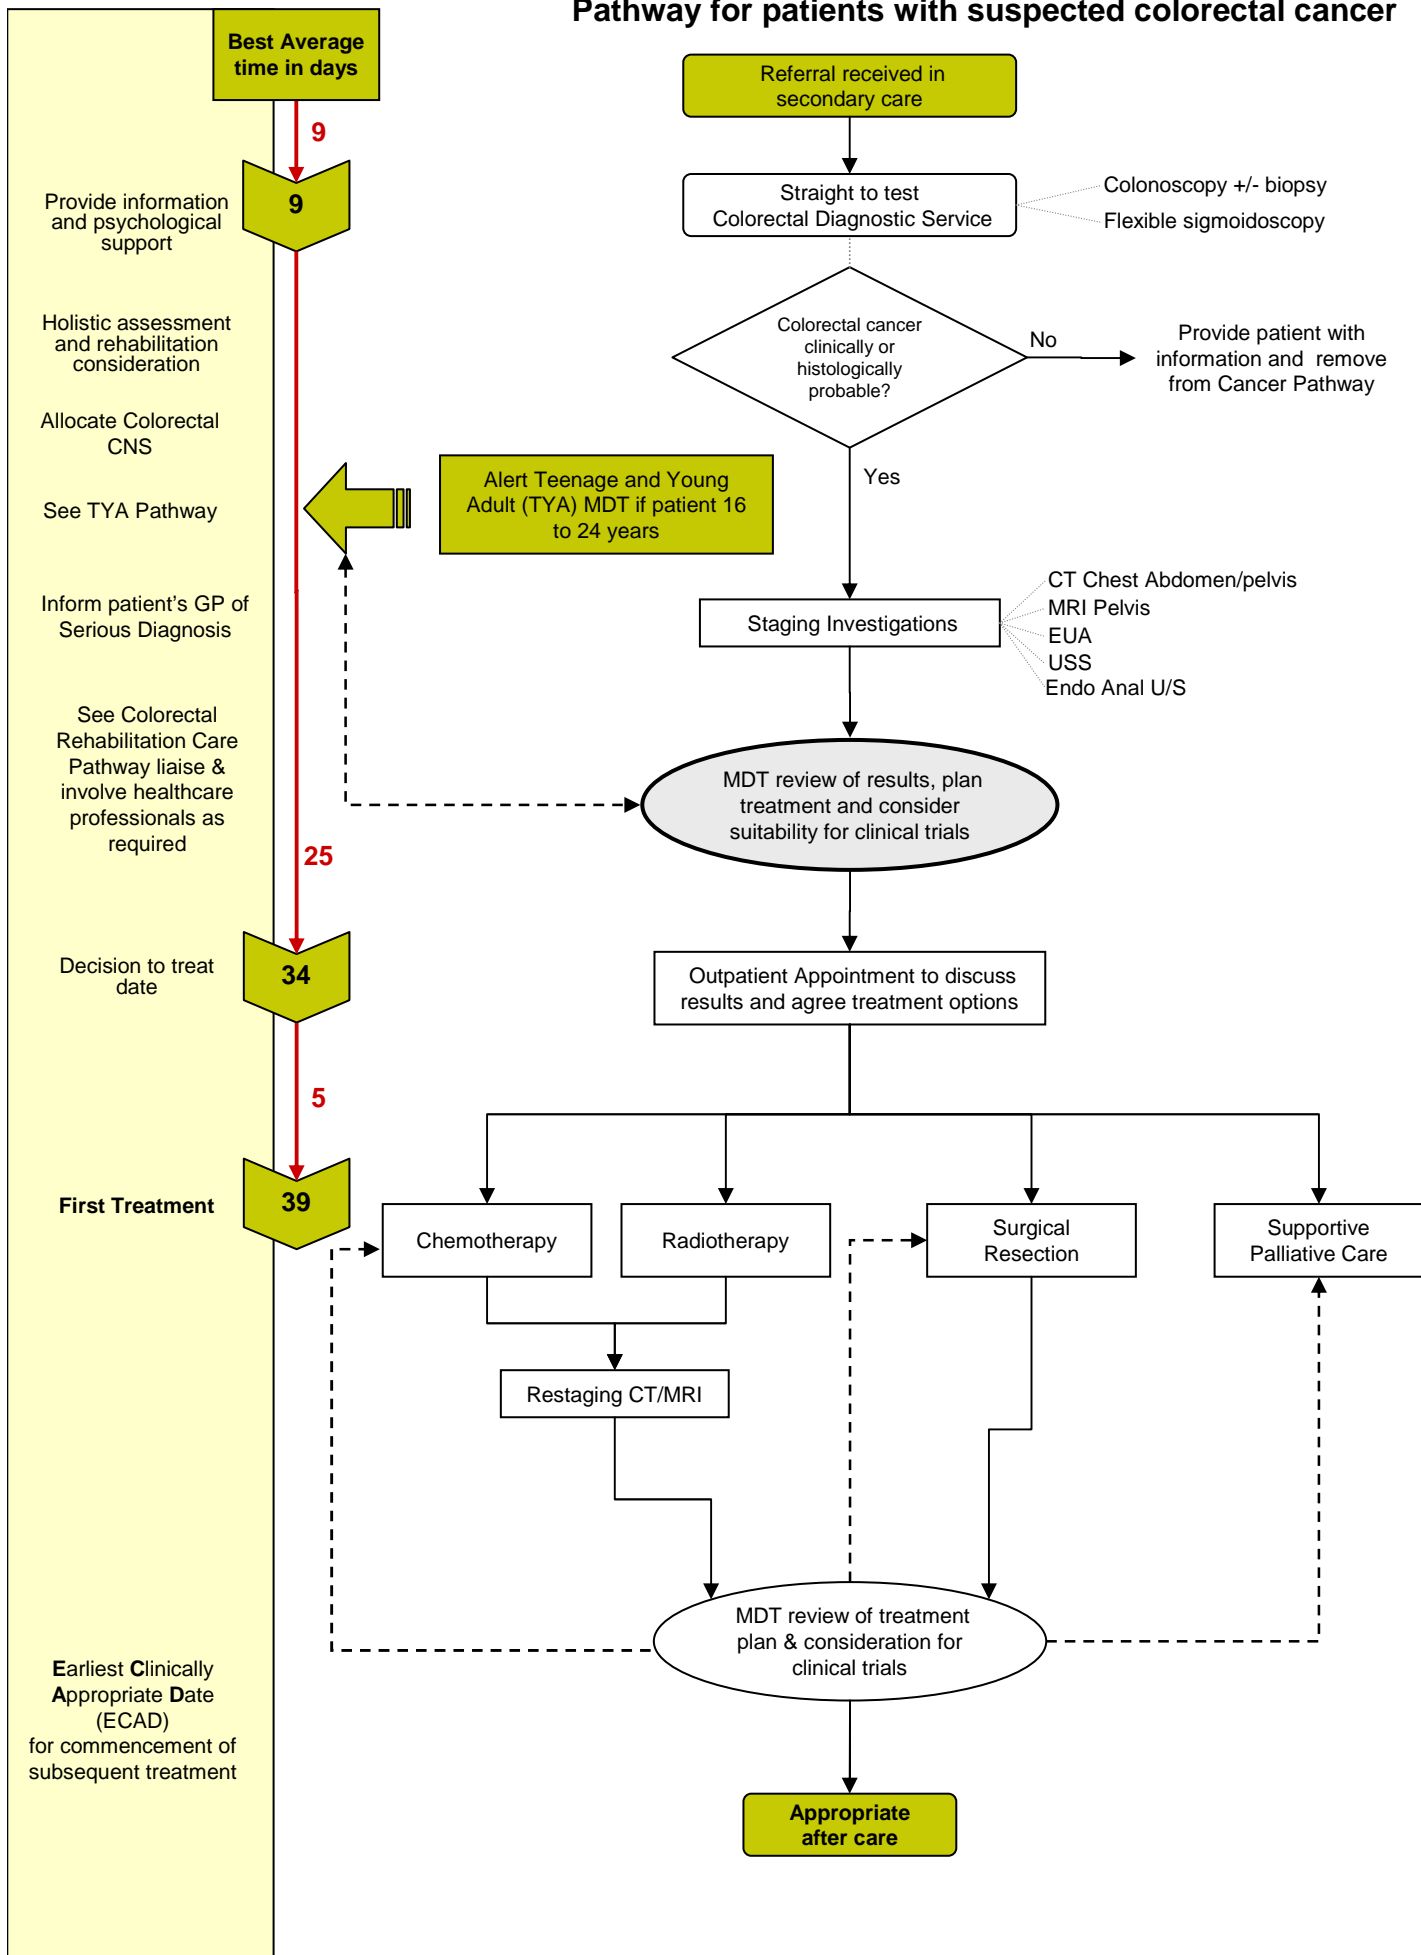 Pathway for patients with suspected colorectal cancer
Best Average
time in days
9
9
Provide information
and psychological
support
Holistic assessment
and rehabilitation
consideration
Allocate Colorectal
CNS
See TYA Pathway
Inform patient’s GP of
Serious Diagnosis
See Colorectal
Rehabilitation Care
Pathway liaise &
involve healthcare
professionals as
required
25
Decision to treat
date
34
5
First Treatment
39
Earliest Clinically
Appropriate Date
(ECAD)
for commencement of
subsequent treatment
Referral received in
secondary care
Straight to test
Colorectal Diagnostic Service
Colonoscopy +/- biopsy
Flexible sigmoidoscopy
Colorectal cancer
clinically or
histologically
probable?
No
Provide patient with
information and remove
from Cancer Pathway
Yes
Alert Teenage and Young
Adult (TYA) MDT if patient 16
to 24 years
Staging Investigations
CT Chest Abdomen/pelvis
MRI Pelvis
EUA
USS
Endo Anal U/S
MDT review of results, plan
treatment and consider
suitability for clinical trials
Outpatient Appointment to discuss
results and agree treatment options
Chemotherapy
Radiotherapy
Surgical
Resection
Supportive
Palliative Care
Restaging CT/MRI
MDT review of treatment
plan & consideration for
clinical trials
Appropriate
after care